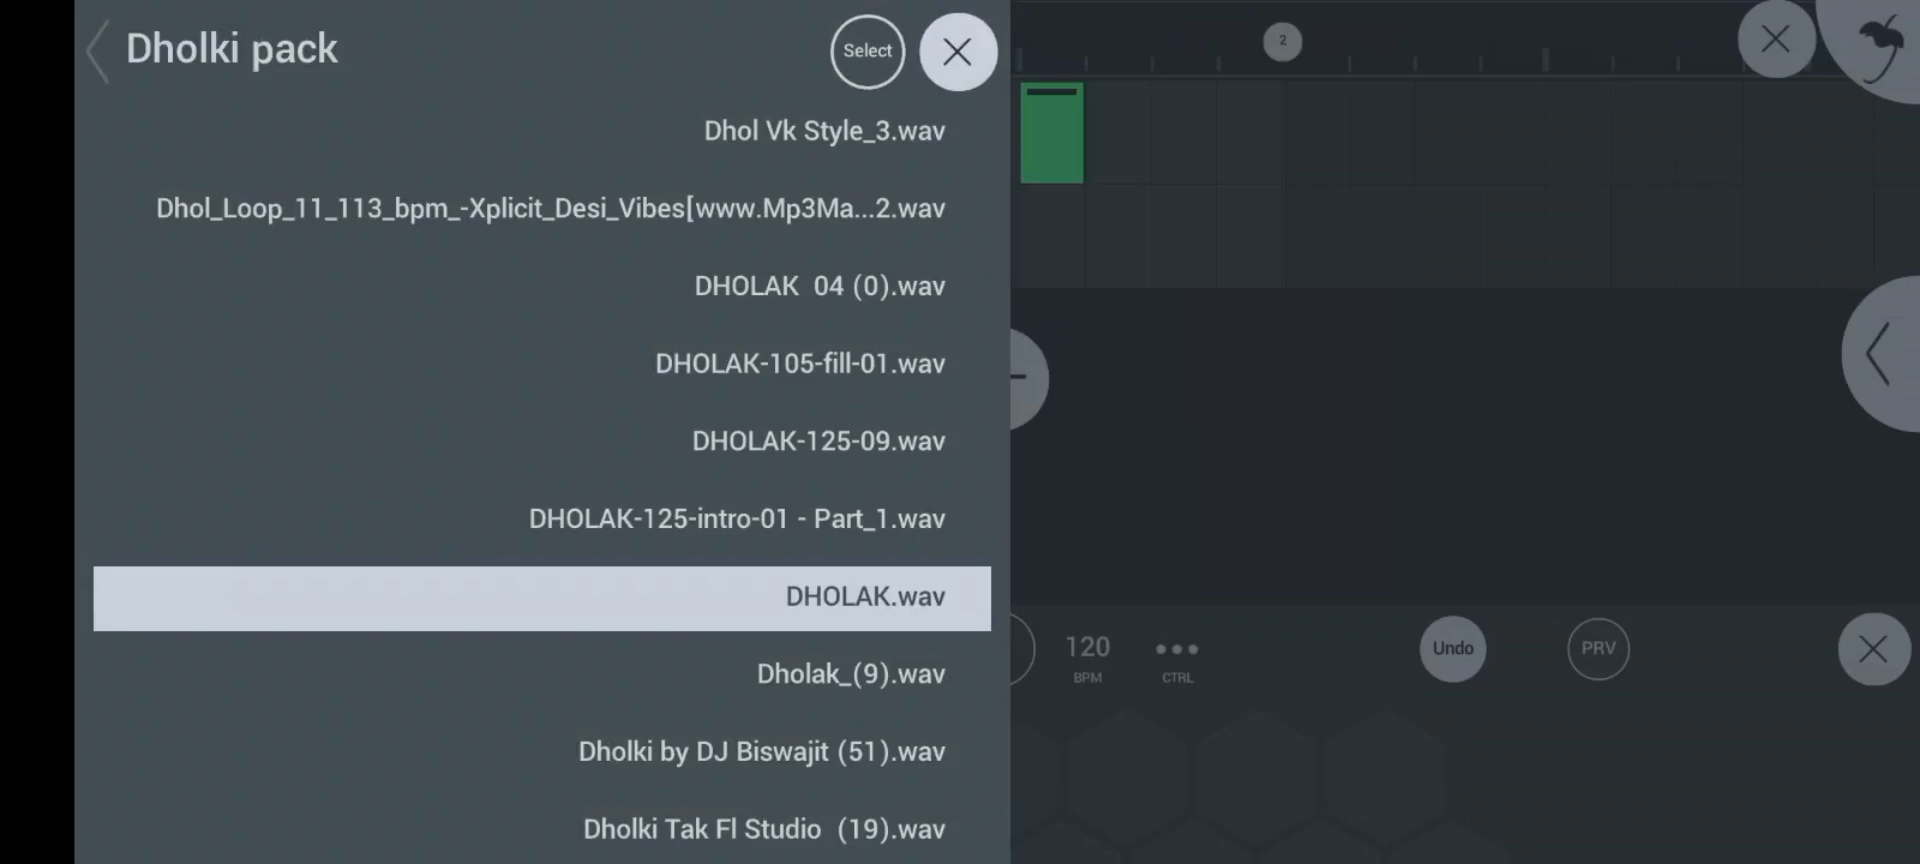 Dholki pack
Select
Dhol Vk Style_3.wav
Dhol_Loop_11_113_bpm_-Xplicit_Desi_Vibes[www.Mp3Ma...2.wav
DHOLAK  04 (0).wav
DHOLAK-105-fill-01.wav
DHOLAK-125-09.wav
DHOLAK-125-intro-01 - Part_1.wav
DHOLAK.wav
Dholak_(9).wav
Dholki by DJ Biswajit (51).wav
Dholki Tak Fl Studio  (19).wav
2
120
BPM
CTRL
Undo
PRV